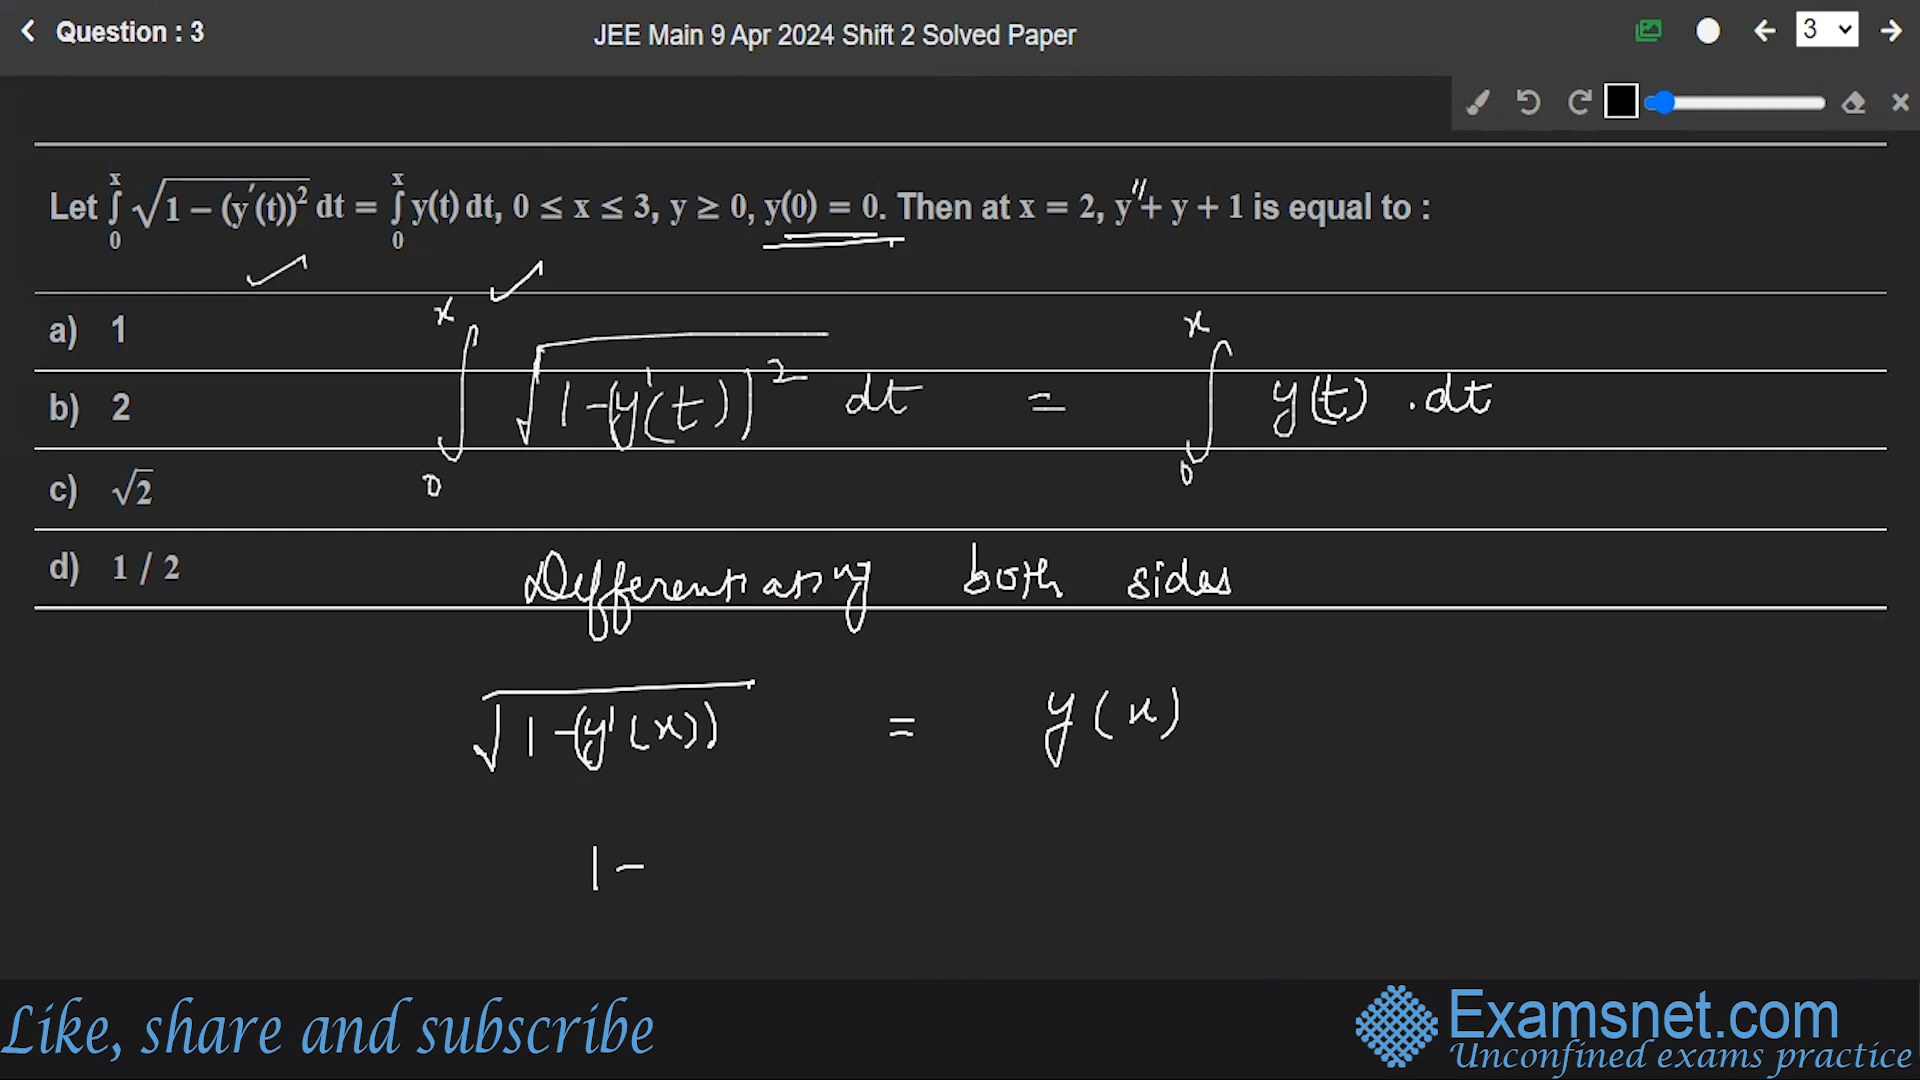 Question : 3
JEE Main 9 Apr 2024 Shift 2 Solved Paper
3
Let ∫₀ˣ √(1 – (y′(t))²) dt = ∫₀ˣ y(t) dt, 0 ≤ x ≤ 3, y ≥ 0, y(0) = 0. Then at x = 2, y″ + y + 1 is equal to :
a) 1
b) 2
c) √2
d) 1 / 2
∫₀ˣ √(1-(y′(t))² dt = ∫₀ˣ y(t) .dt
Differentiating both sides
√(1-(y′(x)) = y(x)
1 -
Like, share and subscribe
Examsnet.com
Unconfined exams practice